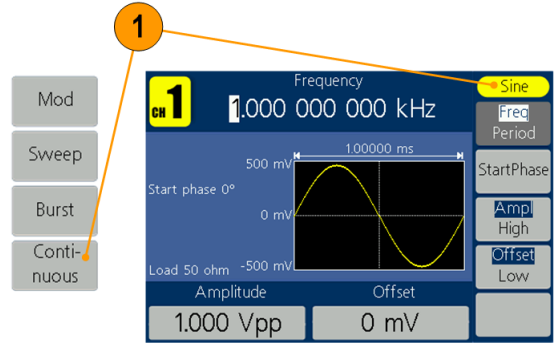 1
Mod
Sweep
Burst
Conti-
nuous
CH 1
Frequency
1.000 000 000 kHz
1.00000 ms
500 mV
Start phase 0°
0 mV
Load 50 ohm
-500 mV
Amplitude
Offset
1.000 Vpp
0 mV
Sine
Freq
Period
StartPhase
Ampl
High
Offset
Low